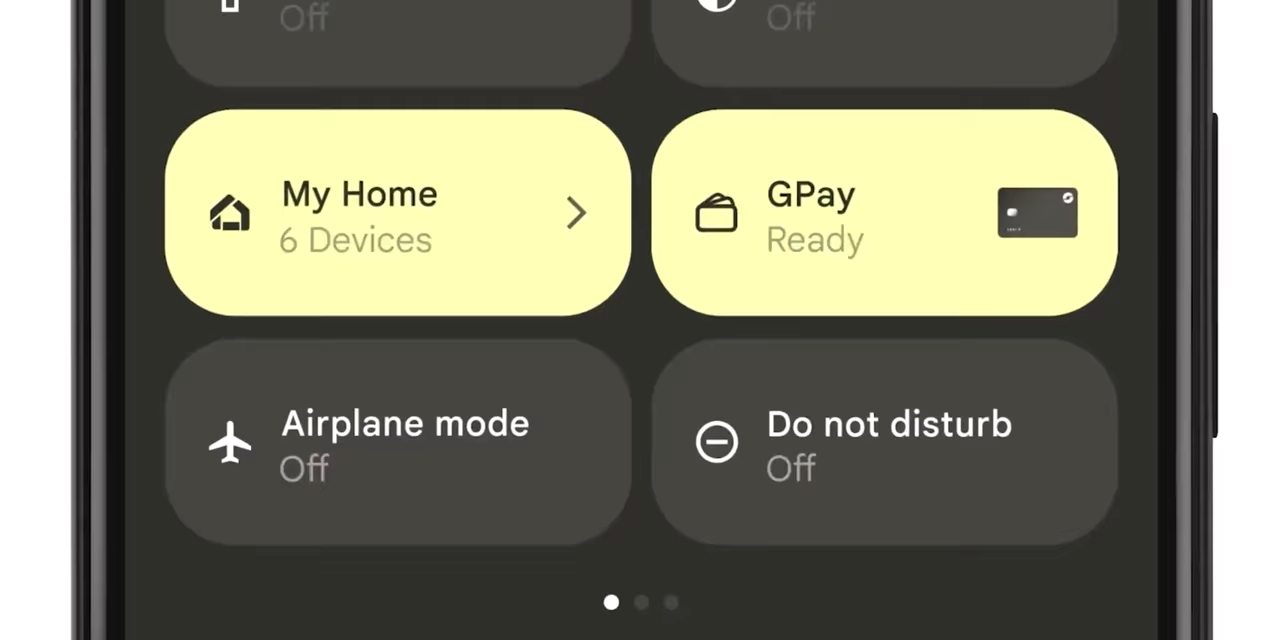 Off
Off
My Home
6 Devices
GPay
Ready
Airplane mode
Off
Do not disturb
Off